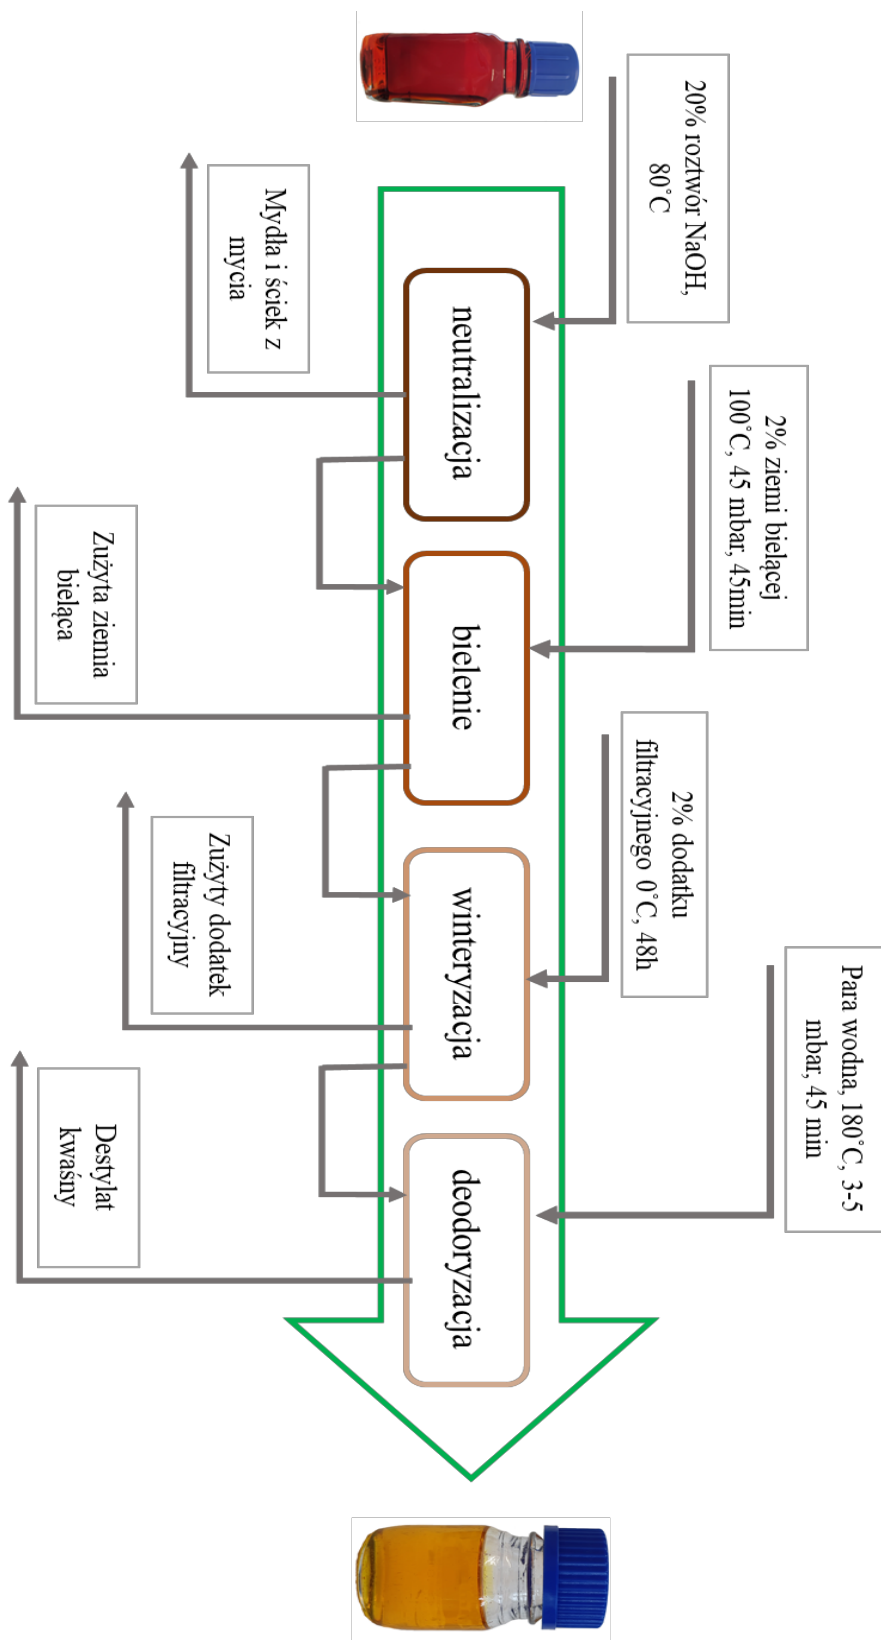 20% roztwór NaOH,
80˚C
2% ziemi bielącej
100˚C, 45 mbar, 45min
2% dodatku
filtracyjnego 0˚C, 48h
Para wodna, 180˚C, 3-5
mbar, 45 min
neutralizacja
bielenie
winteryzacja
deodoryzacja
Mydła i ściek z
mycia
Zużyta ziemia
bieląca
Zużyty dodatek
filtracyjny
Destylat
kwaśny